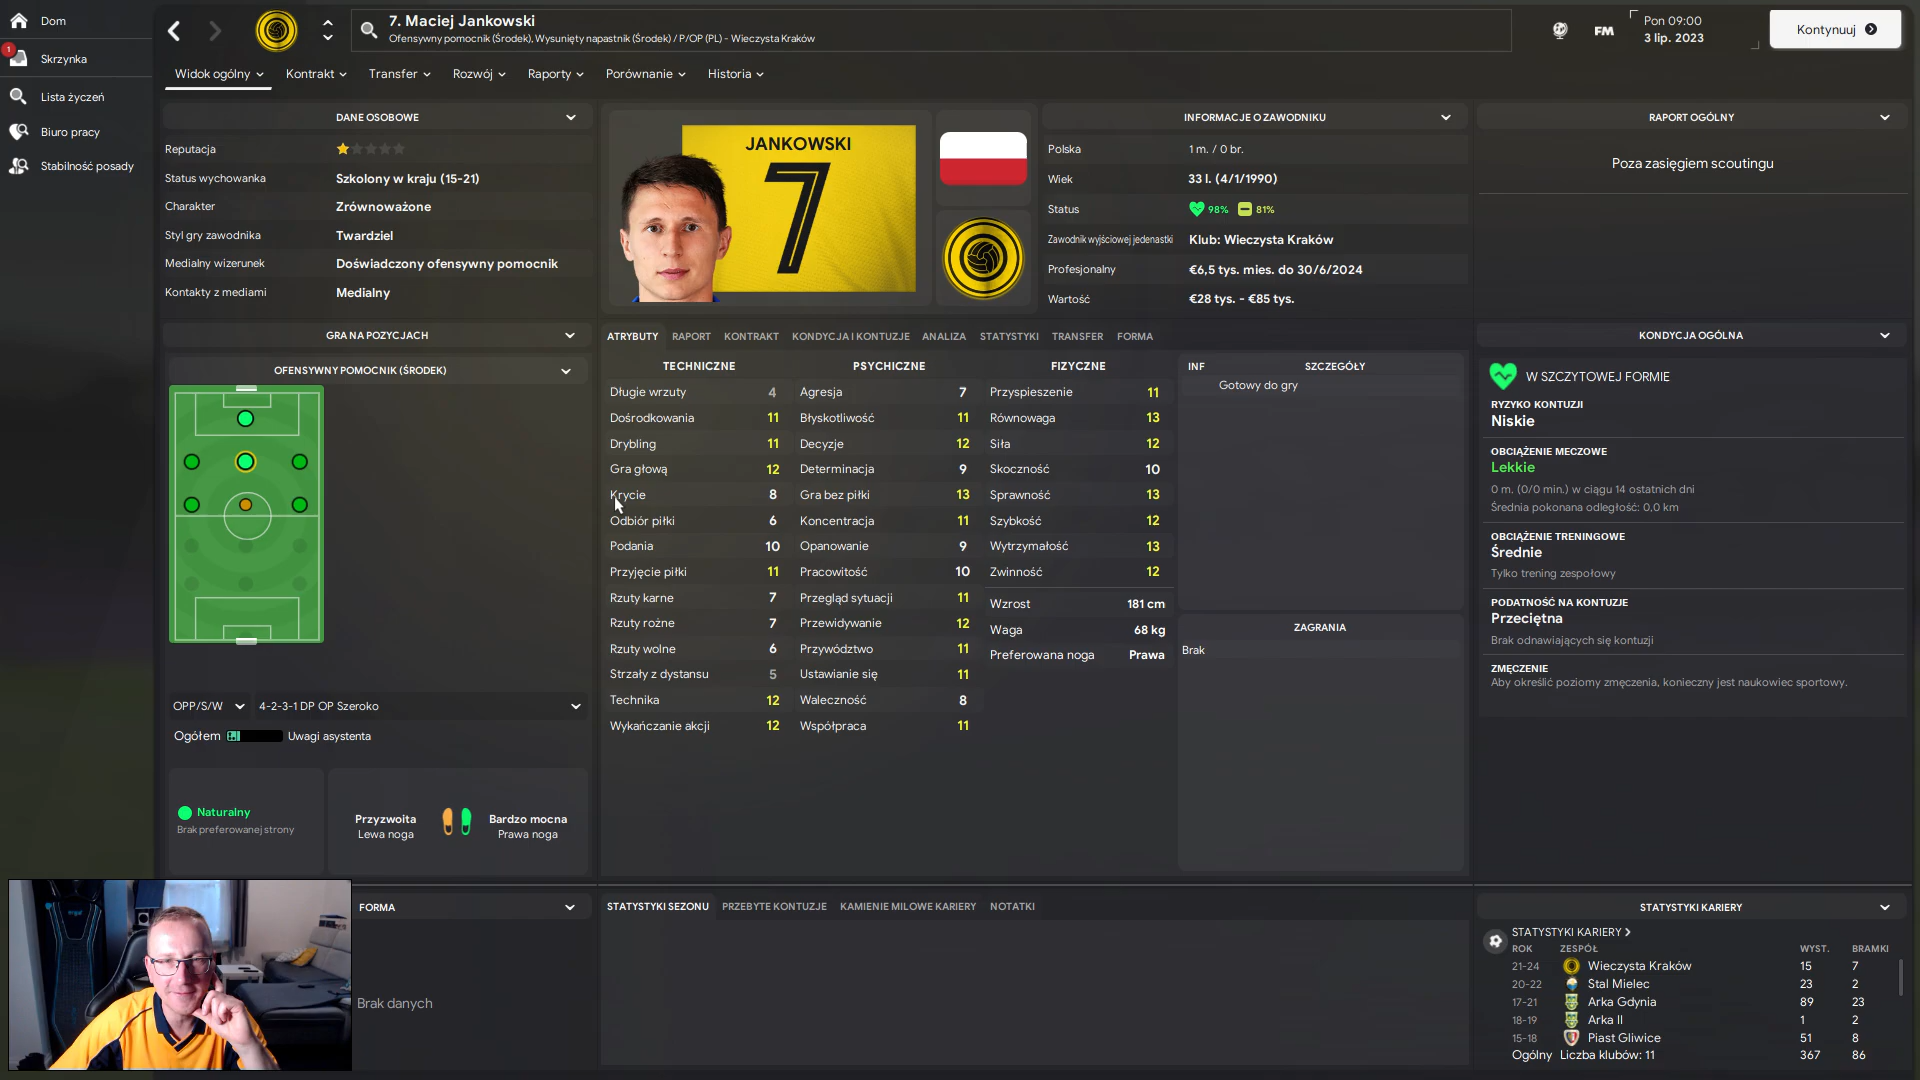 Dom
1
Skrzynka
Lista życzeń
Biuro pracy
Stabilność posady
7. Maciej Jankowski
Ofensywny pomocnik (Środek), Wysunięty napastnik (Środek) / P/OP (PL) - Wieczysta Kraków
FM
Pon 09:00
3 lip. 2023
Kontynuuj
Widok ogólny
Kontrakt
Transfer
Rozwój
Raporty
Porównanie
Historia
DANE OSOBOWE
Reputacja
Status wychowanka Szkolony w kraju (15-21)
Charakter Zrównoważone
Styl gry zawodnika Twardziel
Medialny wizerunek Doświadczony ofensywny pomocnik
Kontakty z mediami Medialny
JANKOWSKI
7
INFORMACJE O ZAWODNIKU
Polska 1 m. / 0 br.
Wiek 33 l. (4/1/1990)
Status 98% 81%
Zawodnik wyjściowej jedenastki Klub: Wieczysta Kraków
Profesjonalny €6,5 tys. mies. do 30/6/2024
Wartość €28 tys. - €85 tys.
RAPORT OGÓLNY
Poza zasięgiem scoutingu
GRA NA POZYCJACH
OFENSYWNY POMOCNIK (ŚRODEK)
OPP/S/W 4-2-3-1 DP OP Szeroko
Ogółem Uwagi asystenta
Naturalny
Brak preferowanej strony
Przyzwoita
Lewa noga
Bardzo mocna
Prawa noga
ATRYBUTY RAPORT KONTRAKT KONDYCJA I KONTUZJE ANALIZA STATYSTYKI TRANSFER FORMA
TECHNICZNE
Długie wrzuty 4
Dośrodkowania 11
Drybling 11
Gra głową 12
Krycie 8
Odbiór piłki 6
Podania 10
Przyjęcie piłki 11
Rzuty karne 7
Rzuty rożne 7
Rzuty wolne 6
Strzały z dystansu 5
Technika 12
Wykańczanie akcji 12
PSYCHICZNE
Agresja 7
Błyskotliwość 11
Decyzje 12
Determinacja 9
Gra bez piłki 13
Koncentracja 11
Opanowanie 9
Pracowitość 10
Przegląd sytuacji 11
Przewidywanie 12
Przywództwo 11
Ustawianie się 11
Waleczność 8
Współpraca 11
FIZYCZNE
Przyspieszenie 11
Równowaga 13
Siła 12
Skoczność 10
Sprawność 13
Szybkość 12
Wytrzymałość 13
Zwinność 12
Wzrost 181 cm
Waga 68 kg
Preferowana noga Prawa
INF SZCZEGÓŁY
Gotowy do gry
ZAGRANIA
Brak
KONDYCJA OGÓLNA
W SZCZYTOWEJ FORMIE
RYZYKO KONTUZJI
Niskie
OBCIĄŻENIE MECZOWE
Lekkie
0 m. (0/0 min.) w ciągu 14 ostatnich dni
Średnia pokonana odległość: 0,0 km
OBCIĄŻENIE TRENINGOWE
Średnie
Tylko trening zespołowy
PODATNOŚĆ NA KONTUZJE
Przeciętna
Brak odnawiających się kontuzji
ZMĘCZENIE
Aby określić poziomy zmęczenia, konieczny jest naukowiec sportowy.
FORMA
Brak danych
STATYSTYKI SEZONU PRZEBYTE KONTUZJE KAMIENIE MILOWE KARIERY NOTATKI
STATYSTYKI KARIERY
STATYSTYKI KARIERY
ROK ZESPÓŁ WYST. BRAMKI
21-24 Wieczysta Kraków 15 7
20-22 Stal Mielec 23 2
17-21 Arka Gdynia 89 23
18-19 Arka II 1 2
15-18 Piast Gliwice 51 8
Ogólny Liczba klubów: 11 367 86